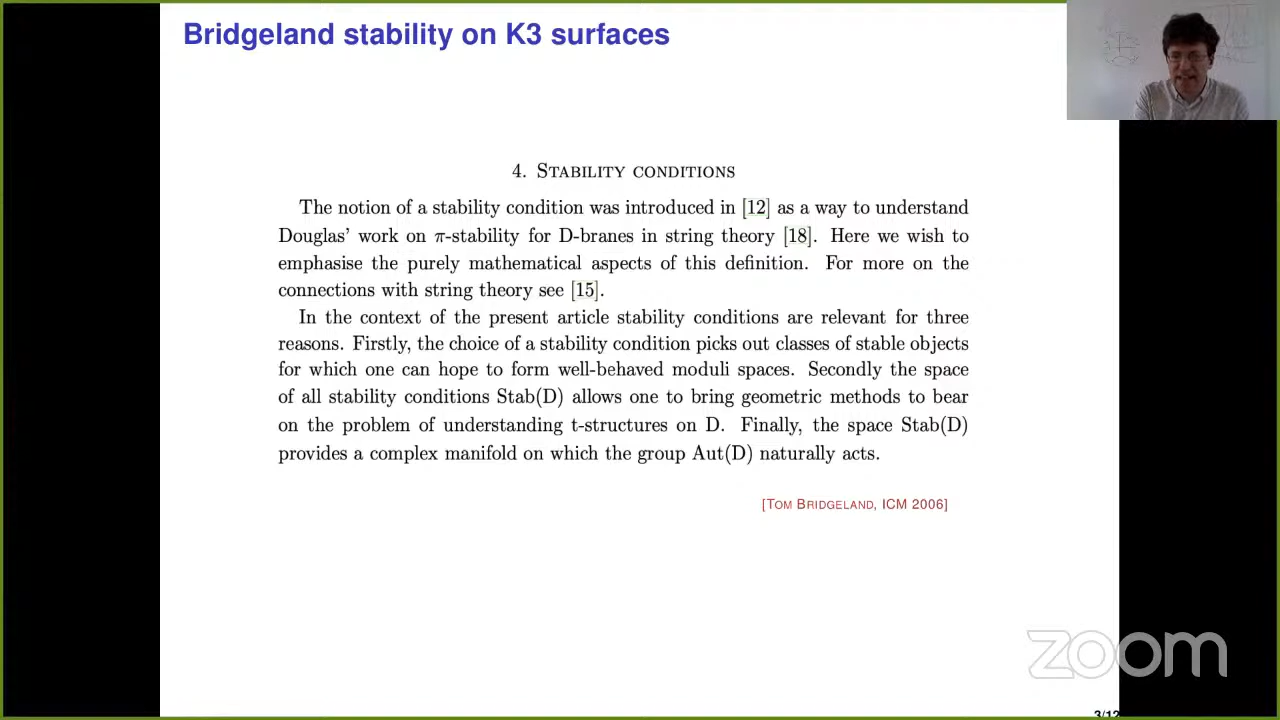 Bridgeland stability on K3 surfaces
4. STABILITY CONDITIONS
The notion of a stability condition was introduced in [12] as a way to understand
Douglas' work on π-stability for D-branes in string theory [18]. Here we wish to
emphasise the purely mathematical aspects of this definition. For more on the
connections with string theory see [15].
In the context of the present article stability conditions are relevant for three
reasons. Firstly, the choice of a stability condition picks out classes of stable objects
for which one can hope to form well-behaved moduli spaces. Secondly the space
of all stability conditions Stab(D) allows one to bring geometric methods to bear
on the problem of understanding t-structures on D. Finally, the space Stab(D)
provides a complex manifold on which the group Aut(D) naturally acts.
[TOM BRIDGELAND, ICM 2006]
zoom
3/12